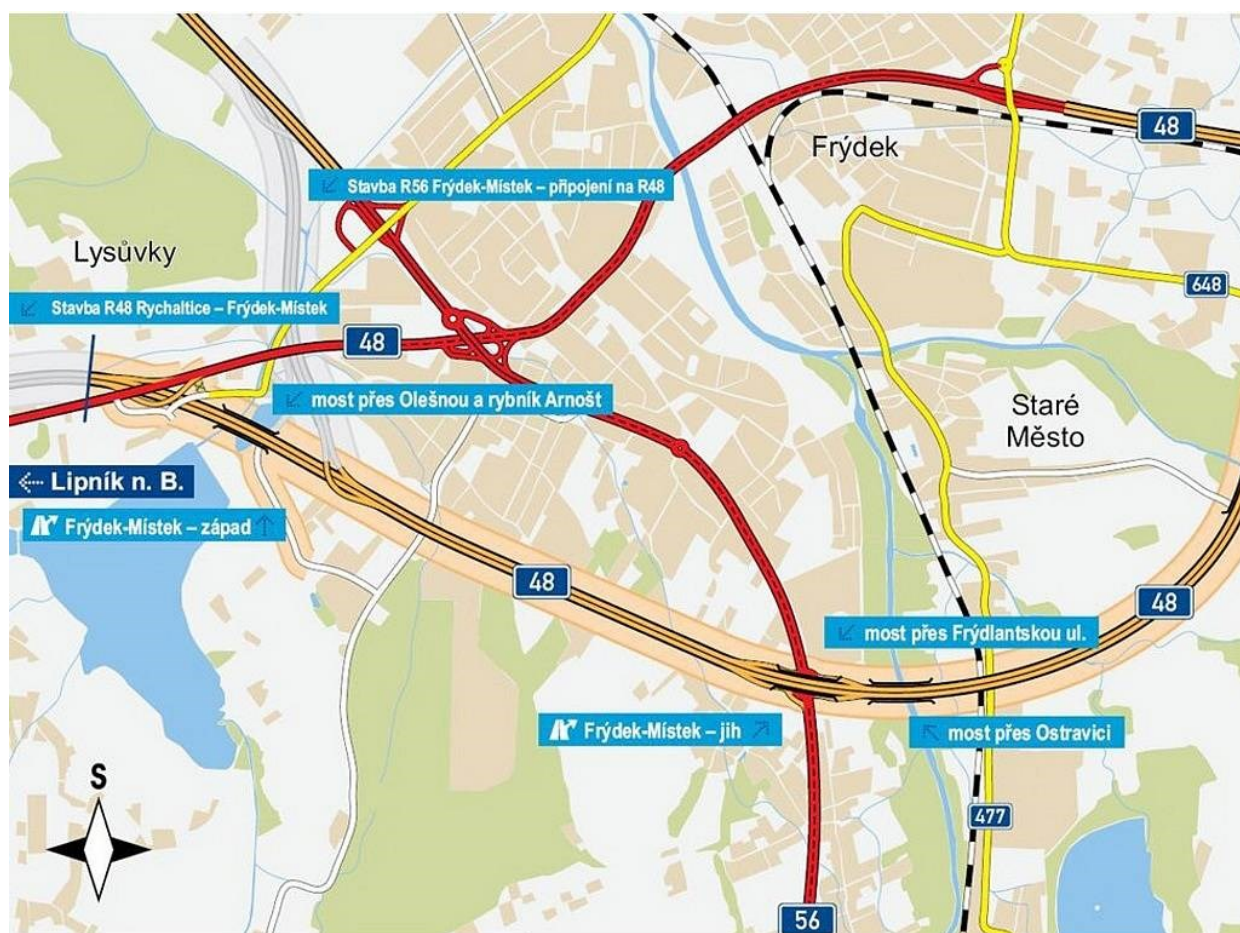 48
Frýdek
Stavba R56 Frýdek-Místek – připojení na R48
Lysůvky
648
Stavba R48 Rychaltice – Frýdek-Místek
48
most přes Olešnou a rybník Arnošt
Staré
Město
Lipník n. B.
Frýdek-Místek – západ
48
48
most přes Frýdlantskou ul.
Frýdek-Místek – jih
most přes Ostravici
S
477
56